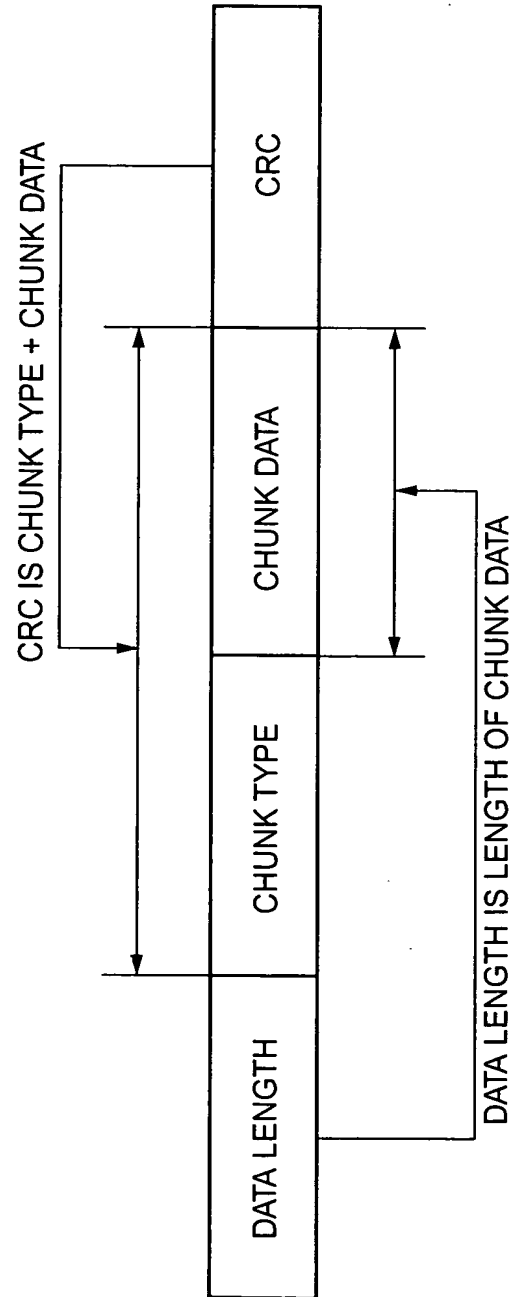 CRC IS CHUNK TYPE + CHUNK DATA
DATA LENGTH
CHUNK TYPE
CHUNK DATA
CRC
DATA LENGTH IS LENGTH OF CHUNK DATA